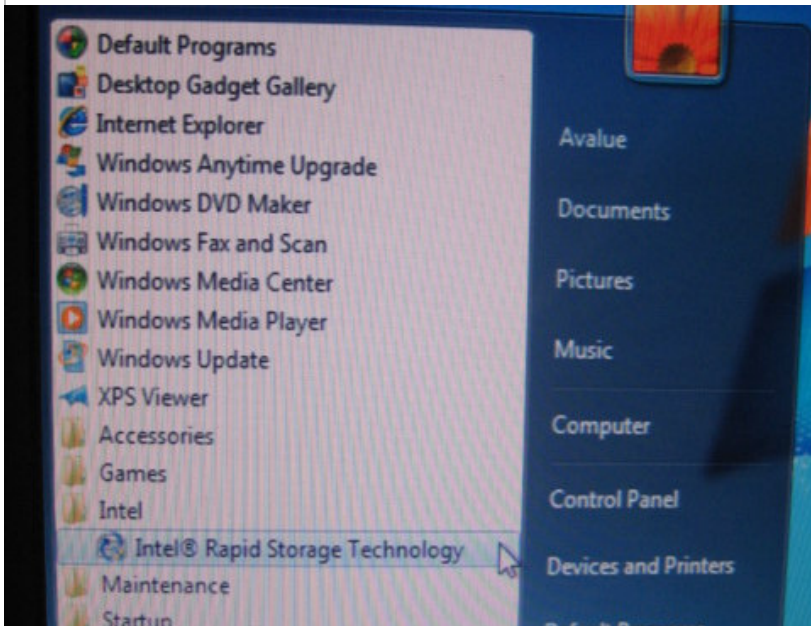 Default Programs
Desktop Gadget Gallery
Internet Explorer
Windows Anytime Upgrade
Windows DVD Maker
Windows Fax and Scan
Windows Media Center
Windows Media Player
Windows Update
XPS Viewer
Accessories
Games
Intel
Intel® Rapid Storage Technology
Maintenance
Startup
Avalue
Documents
Pictures
Music
Computer
Control Panel
Devices and Printers